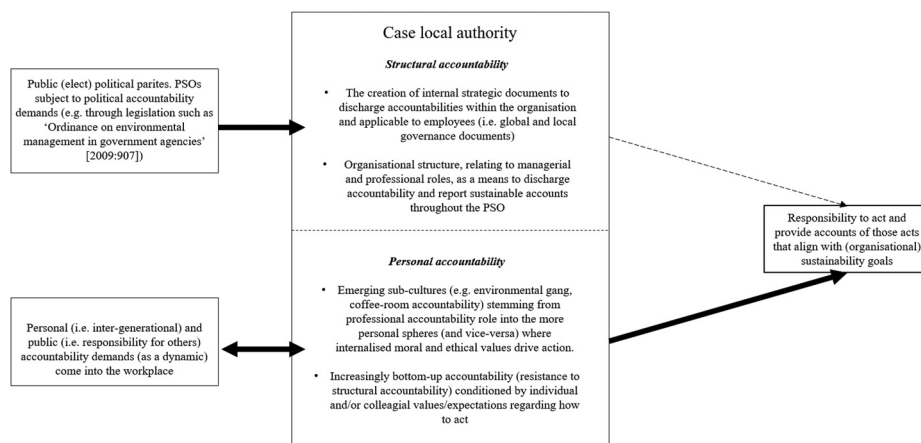 Public (elect) political parites. PSOs
subject to political accountability
demands (e.g. through legislation such as
‘Ordinance on environmental
management in government agencies’
[2009:907])
Personal (i.e. inter-generational) and
public (i.e. responsibility for others)
accountability demands (as a dynamic)
come into the workplace
Case local authority
Structural accountability
• The creation of internal strategic documents to
discharge accountabilities within the organisation
and applicable to employees (i.e. global and local
governance documents)
• Organisational structure, relating to managerial
and professional roles, as a means to discharge
accountability and report sustainable accounts
throughout the PSO
Personal accountability
• Emerging sub-cultures (e.g. environmental gang,
coffee-room accountability) stemming from
professional accountability role into the more
personal spheres (and vice-versa) where
internalised moral and ethical values drive action.
• Increasingly bottom-up accountability (resistance to
structural accountability) conditioned by individual
and/or colleagial values/expectations regarding how
to act
Responsibility to act and
provide accounts of those acts
that align with (organisational)
sustainability goals